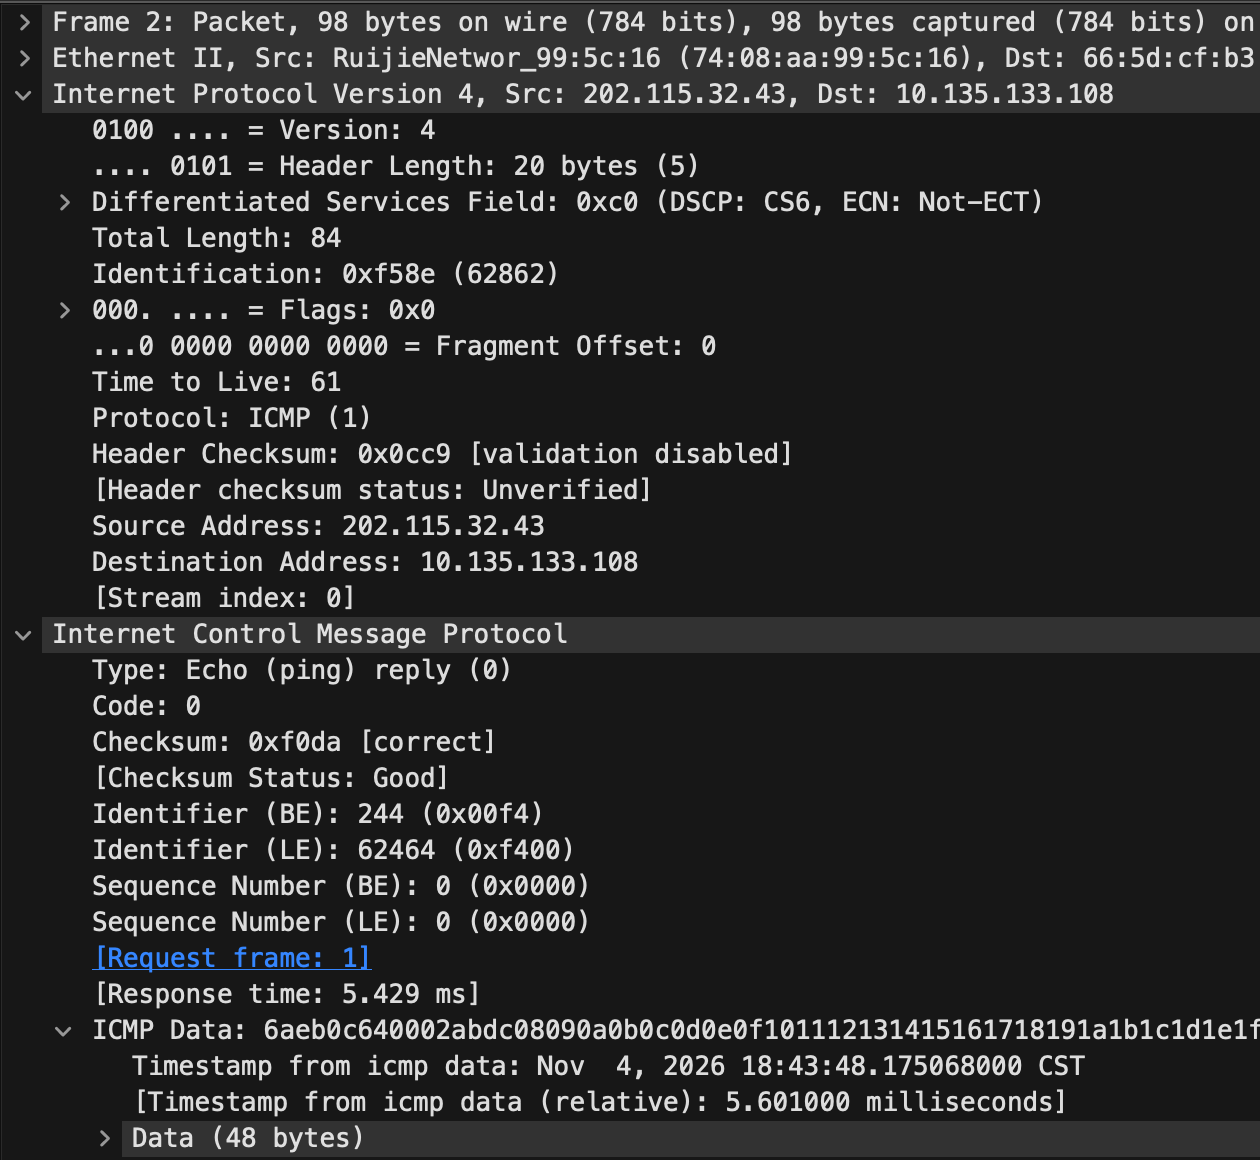 Frame 2: Packet, 98 bytes on wire (784 bits), 98 bytes captured (784 bits) on
Ethernet II, Src: RuijieNetwor_99:5c:16 (74:08:aa:99:5c:16), Dst: 66:5d:cf:b3
Internet Protocol Version 4, Src: 202.115.32.43, Dst: 10.135.133.108
0100 .... = Version: 4
.... 0101 = Header Length: 20 bytes (5)
Differentiated Services Field: 0xc0 (DSCP: CS6, ECN: Not-ECT)
Total Length: 84
Identification: 0xf58e (62862)
000. .... = Flags: 0x0
...0 0000 0000 0000 = Fragment Offset: 0
Time to Live: 61
Protocol: ICMP (1)
Header Checksum: 0x0cc9 [validation disabled]
[Header checksum status: Unverified]
Source Address: 202.115.32.43
Destination Address: 10.135.133.108
[Stream index: 0]
Internet Control Message Protocol
Type: Echo (ping) reply (0)
Code: 0
Checksum: 0xf0da [correct]
[Checksum Status: Good]
Identifier (BE): 244 (0x00f4)
Identifier (LE): 62464 (0xf400)
Sequence Number (BE): 0 (0x0000)
Sequence Number (LE): 0 (0x0000)
[Request frame: 1]
[Response time: 5.429 ms]
ICMP Data: 6aeb0c640002abdc08090a0b0c0d0e0f101112131415161718191a1b1c1d1e1f
Timestamp from icmp data: Nov  4, 2026 18:43:48.175068000 CST
[Timestamp from icmp data (relative): 5.601000 milliseconds]
Data (48 bytes)